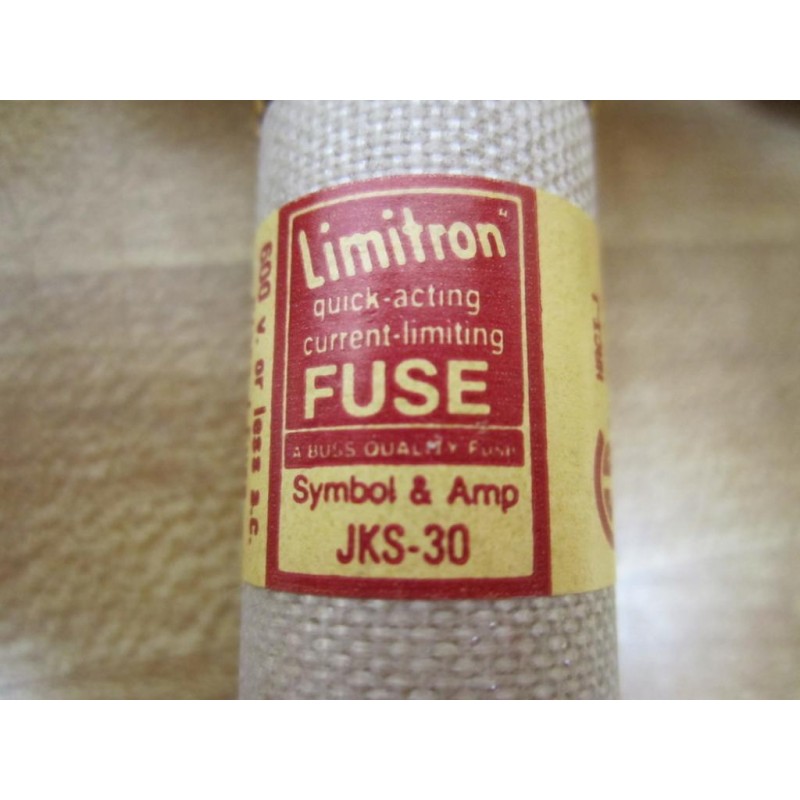 Limitron
quick-acting
current-limiting
FUSE
A BUSS QUALITY FUSE
Symbol & Amp
JKS-30
600 v. or less a.c.